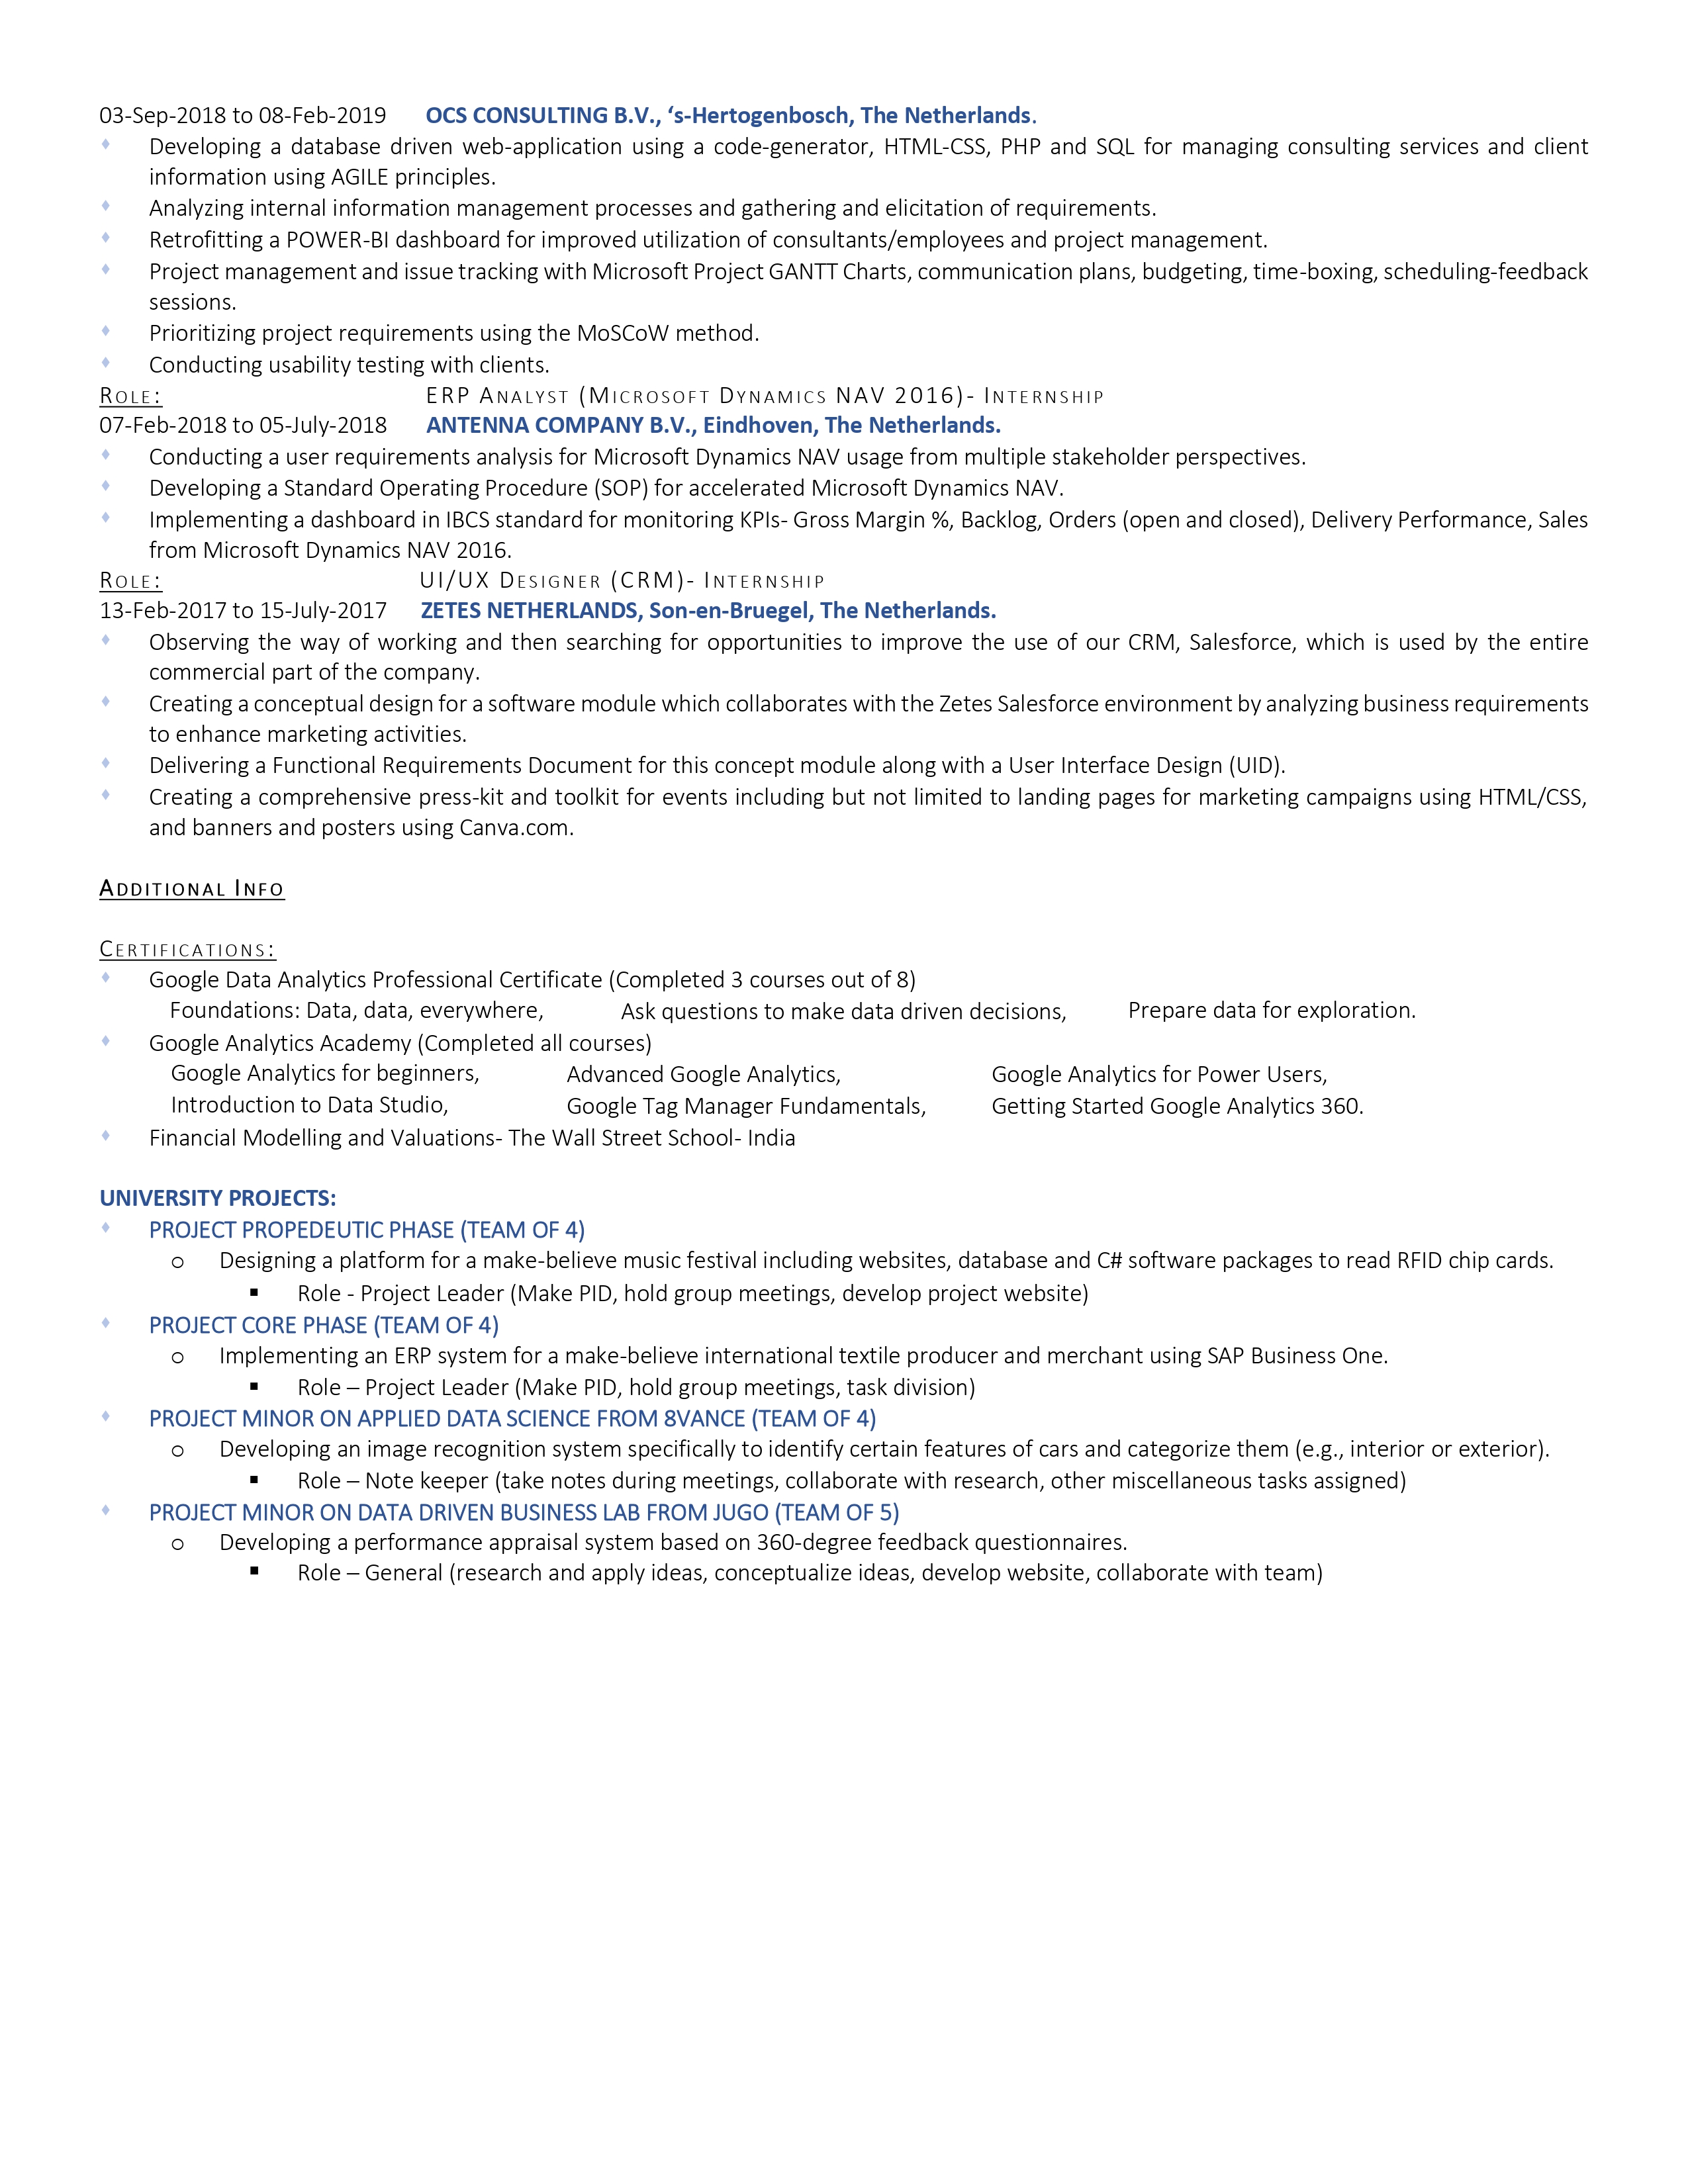 03-Sep-2018 to 08-Feb-2019 OCS CONSULTING B.V., ‘s-Hertogenbosch, The Netherlands.
Developing a database driven web-application using a code-generator, HTML-CSS, PHP and SQL for managing consulting services and client
information using AGILE principles.
Analyzing internal information management processes and gathering and elicitation of requirements.
Retrofitting a POWER-BI dashboard for improved utilization of consultants/employees and project management.
Project management and issue tracking with Microsoft Project GANTT Charts, communication plans, budgeting, time-boxing, scheduling-feedback
sessions.
Prioritizing project requirements using the MoSCoW method.
Conducting usability testing with clients.
Role: ERP Analyst (Microsoft Dynamics NAV 2016)- Internship
07-Feb-2018 to 05-July-2018 ANTENNA COMPANY B.V., Eindhoven, The Netherlands.
Conducting a user requirements analysis for Microsoft Dynamics NAV usage from multiple stakeholder perspectives.
Developing a Standard Operating Procedure (SOP) for accelerated Microsoft Dynamics NAV.
Implementing a dashboard in IBCS standard for monitoring KPIs- Gross Margin %, Backlog, Orders (open and closed), Delivery Performance, Sales
from Microsoft Dynamics NAV 2016.
Role: UI/UX Designer (CRM)- Internship
13-Feb-2017 to 15-July-2017 ZETES NETHERLANDS, Son-en-Bruegel, The Netherlands.
Observing the way of working and then searching for opportunities to improve the use of our CRM, Salesforce, which is used by the entire
commercial part of the company.
Creating a conceptual design for a software module which collaborates with the Zetes Salesforce environment by analyzing business requirements
to enhance marketing activities.
Delivering a Functional Requirements Document for this concept module along with a User Interface Design (UID).
Creating a comprehensive press-kit and toolkit for events including but not limited to landing pages for marketing campaigns using HTML/CSS,
and banners and posters using Canva.com.
Additional Info
Certifications:
Google Data Analytics Professional Certificate (Completed 3 courses out of 8)
Foundations: Data, data, everywhere, Ask questions to make data driven decisions, Prepare data for exploration.
Google Analytics Academy (Completed all courses)
Google Analytics for beginners, Advanced Google Analytics, Google Analytics for Power Users,
Introduction to Data Studio, Google Tag Manager Fundamentals, Getting Started Google Analytics 360.
Financial Modelling and Valuations- The Wall Street School- India
UNIVERSITY PROJECTS:
PROJECT PROPEDEUTIC PHASE (TEAM OF 4)
o Designing a platform for a make-believe music festival including websites, database and C# software packages to read RFID chip cards.
Role - Project Leader (Make PID, hold group meetings, develop project website)
PROJECT CORE PHASE (TEAM OF 4)
o Implementing an ERP system for a make-believe international textile producer and merchant using SAP Business One.
Role – Project Leader (Make PID, hold group meetings, task division)
PROJECT MINOR ON APPLIED DATA SCIENCE FROM 8VANCE (TEAM OF 4)
o Developing an image recognition system specifically to identify certain features of cars and categorize them (e.g., interior or exterior).
Role – Note keeper (take notes during meetings, collaborate with research, other miscellaneous tasks assigned)
PROJECT MINOR ON DATA DRIVEN BUSINESS LAB FROM JUGO (TEAM OF 5)
o Developing a performance appraisal system based on 360-degree feedback questionnaires.
Role – General (research and apply ideas, conceptualize ideas, develop website, collaborate with team)